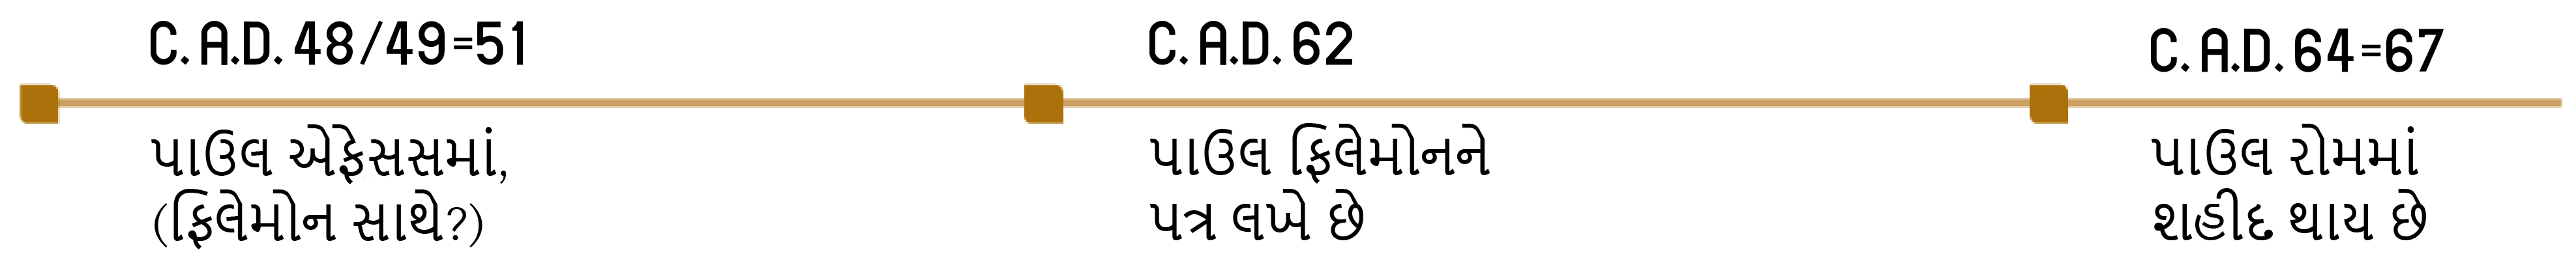 C. A.D. 48/49=51
પાઉલ એફેસસમાં,
(ફિલેમોન સાથે?)
C. A.D. 62
પાઉલ ફિલેમોનને
પત્ર લખે છે
C. A.D. 64=67
પાઉલ રોમમાં
શહીદ થાય છે